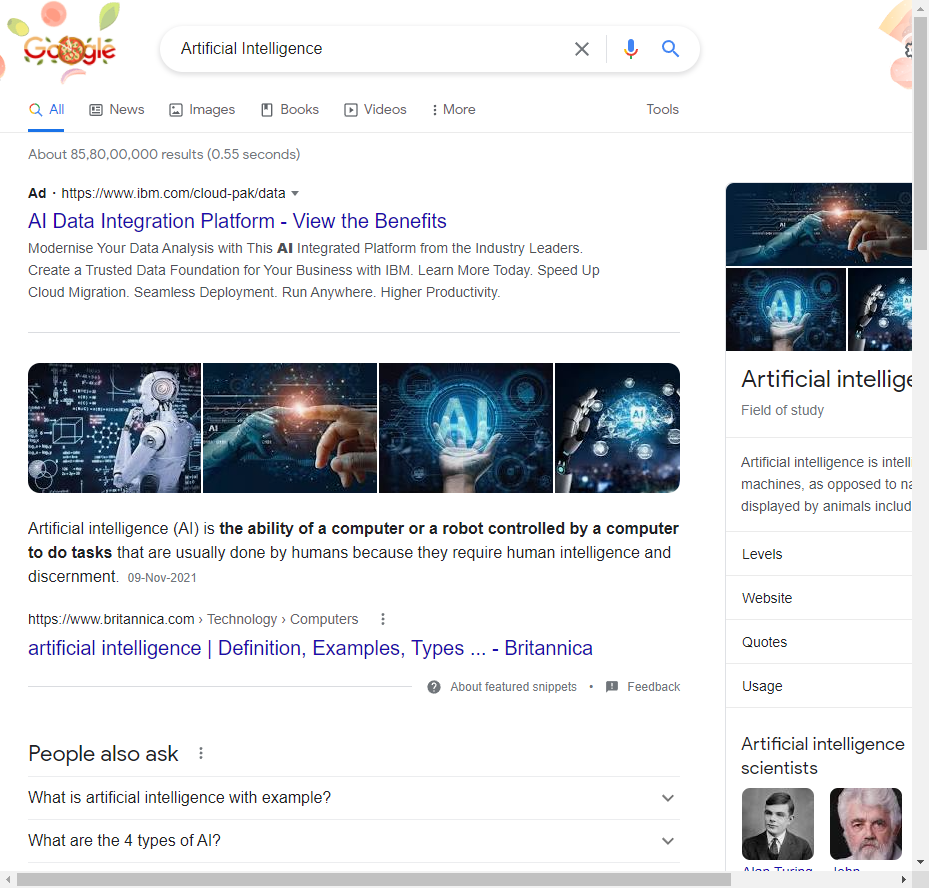 Google
Artificial Intelligence
All
News
Images
Books
Videos
More
Tools
About 85,80,00,000 results (0.55 seconds)
Ad · https://www.ibm.com/cloud-pak/data
AI Data Integration Platform - View the Benefits
Modernise Your Data Analysis with This AI Integrated Platform from the Industry Leaders.
Create a Trusted Data Foundation for Your Business with IBM. Learn More Today. Speed Up
Cloud Migration. Seamless Deployment. Run Anywhere. Higher Productivity.
AI
AI
AI
Artificial intelligence (AI) is the ability of a computer or a robot controlled by a computer
to do tasks that are usually done by humans because they require human intelligence and
discernment. 09-Nov-2021
https://www.britannica.com › Technology › Computers
artificial intelligence | Definition, Examples, Types ... - Britannica
About featured snippets • Feedback
People also ask
What is artificial intelligence with example?
What are the 4 types of AI?
AI
AI
AI
Artificial intellige
Field of study
Artificial intelligence is intell
machines, as opposed to na
displayed by animals includ
Levels
Website
Quotes
Usage
Artificial intelligence
scientists
Alan Turing
John